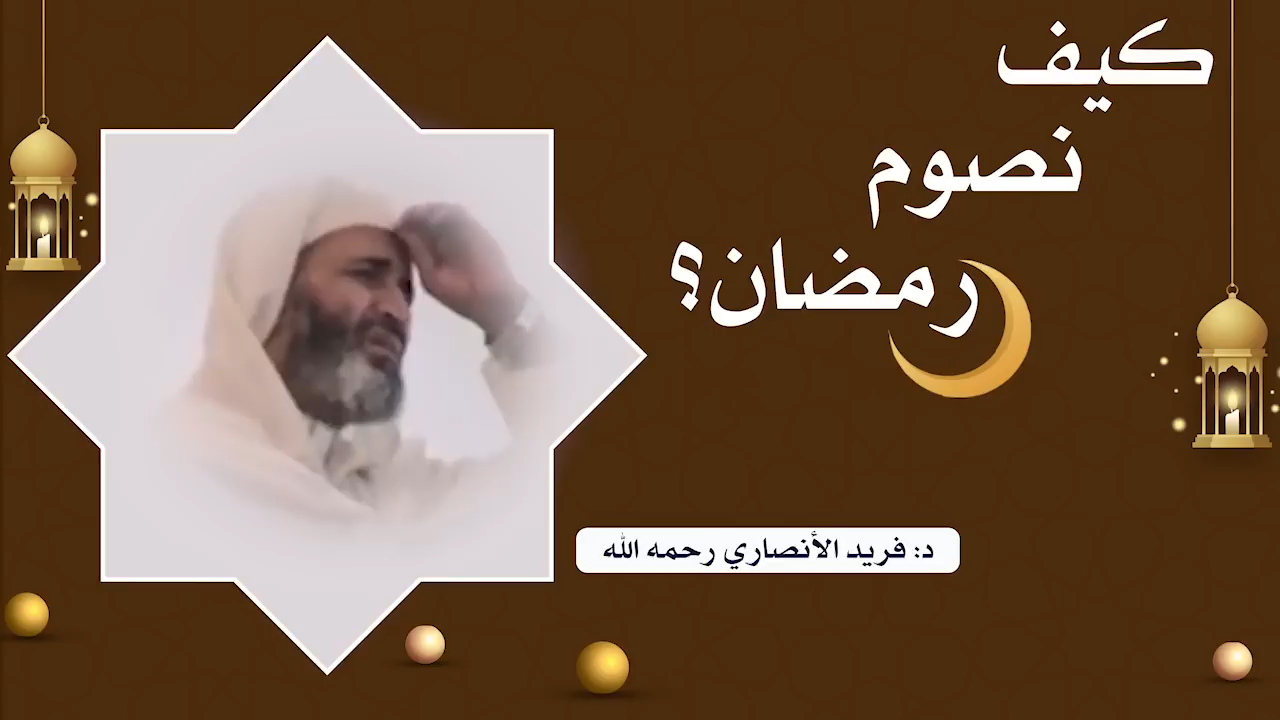 كيف
نصوم
رمضان؟
د: فريد الأنصاري رحمه الله